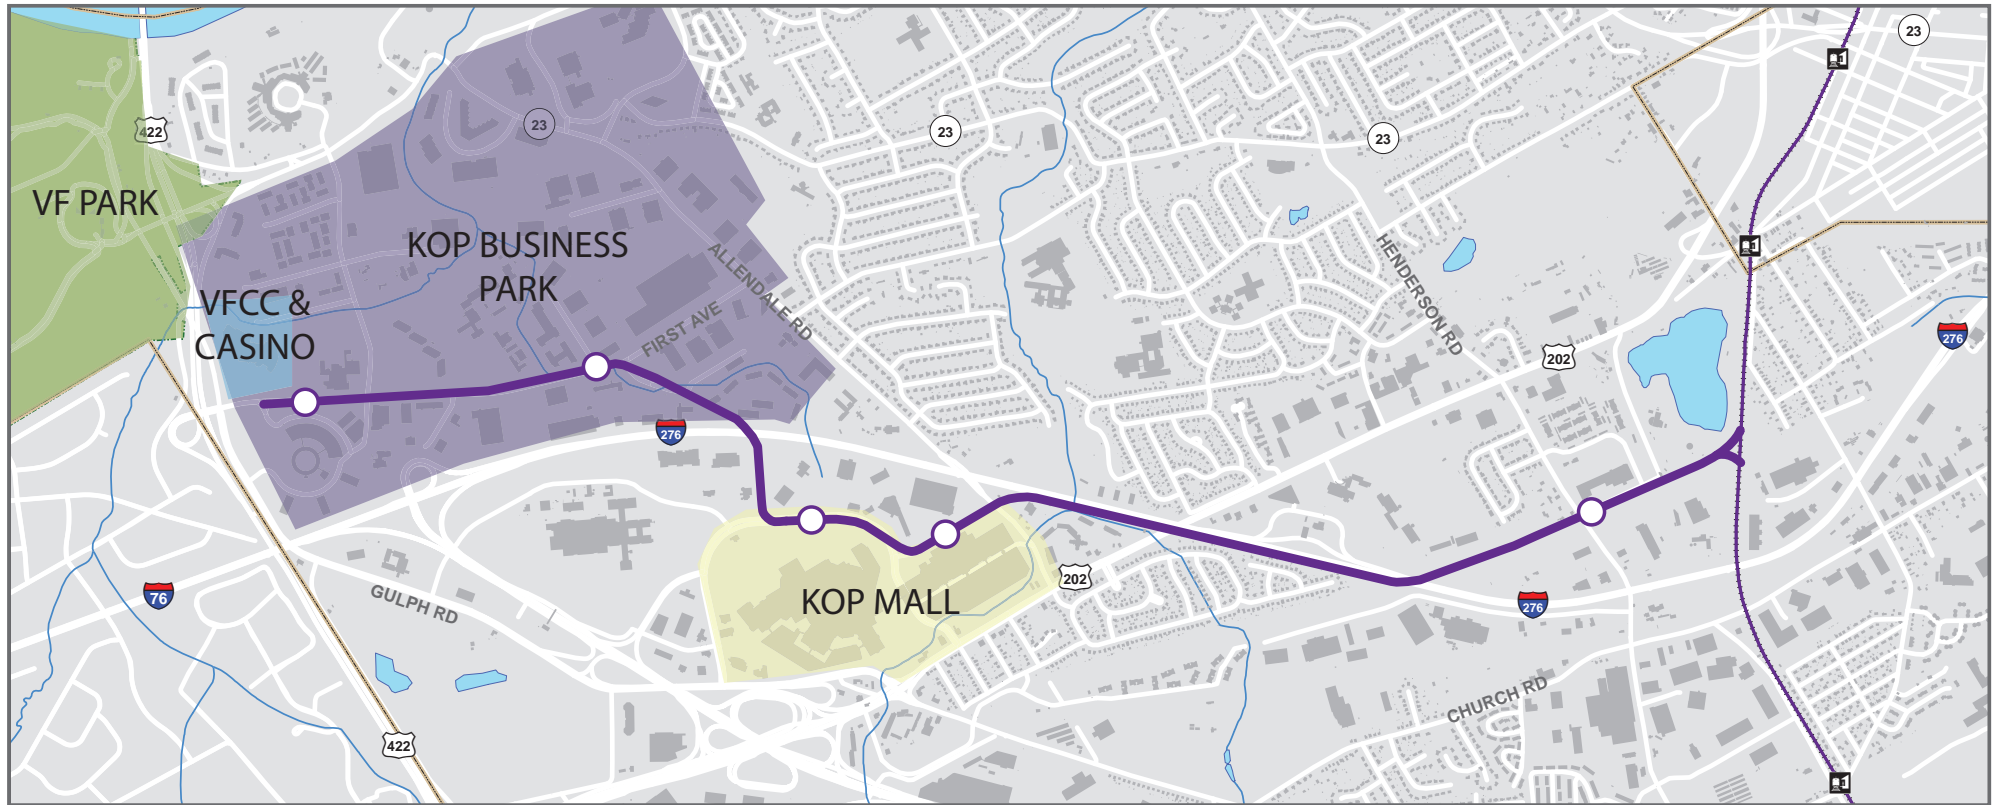 23
422
23
23
23
VF PARK
KOP BUSINESS
PARK
ALLENDALE RD
HENDERSON RD
VFCC &
CASINO
FIRST AVE
276
202
276
202
KOP MALL
76
GULPH RD
276
CHURCH RD
422